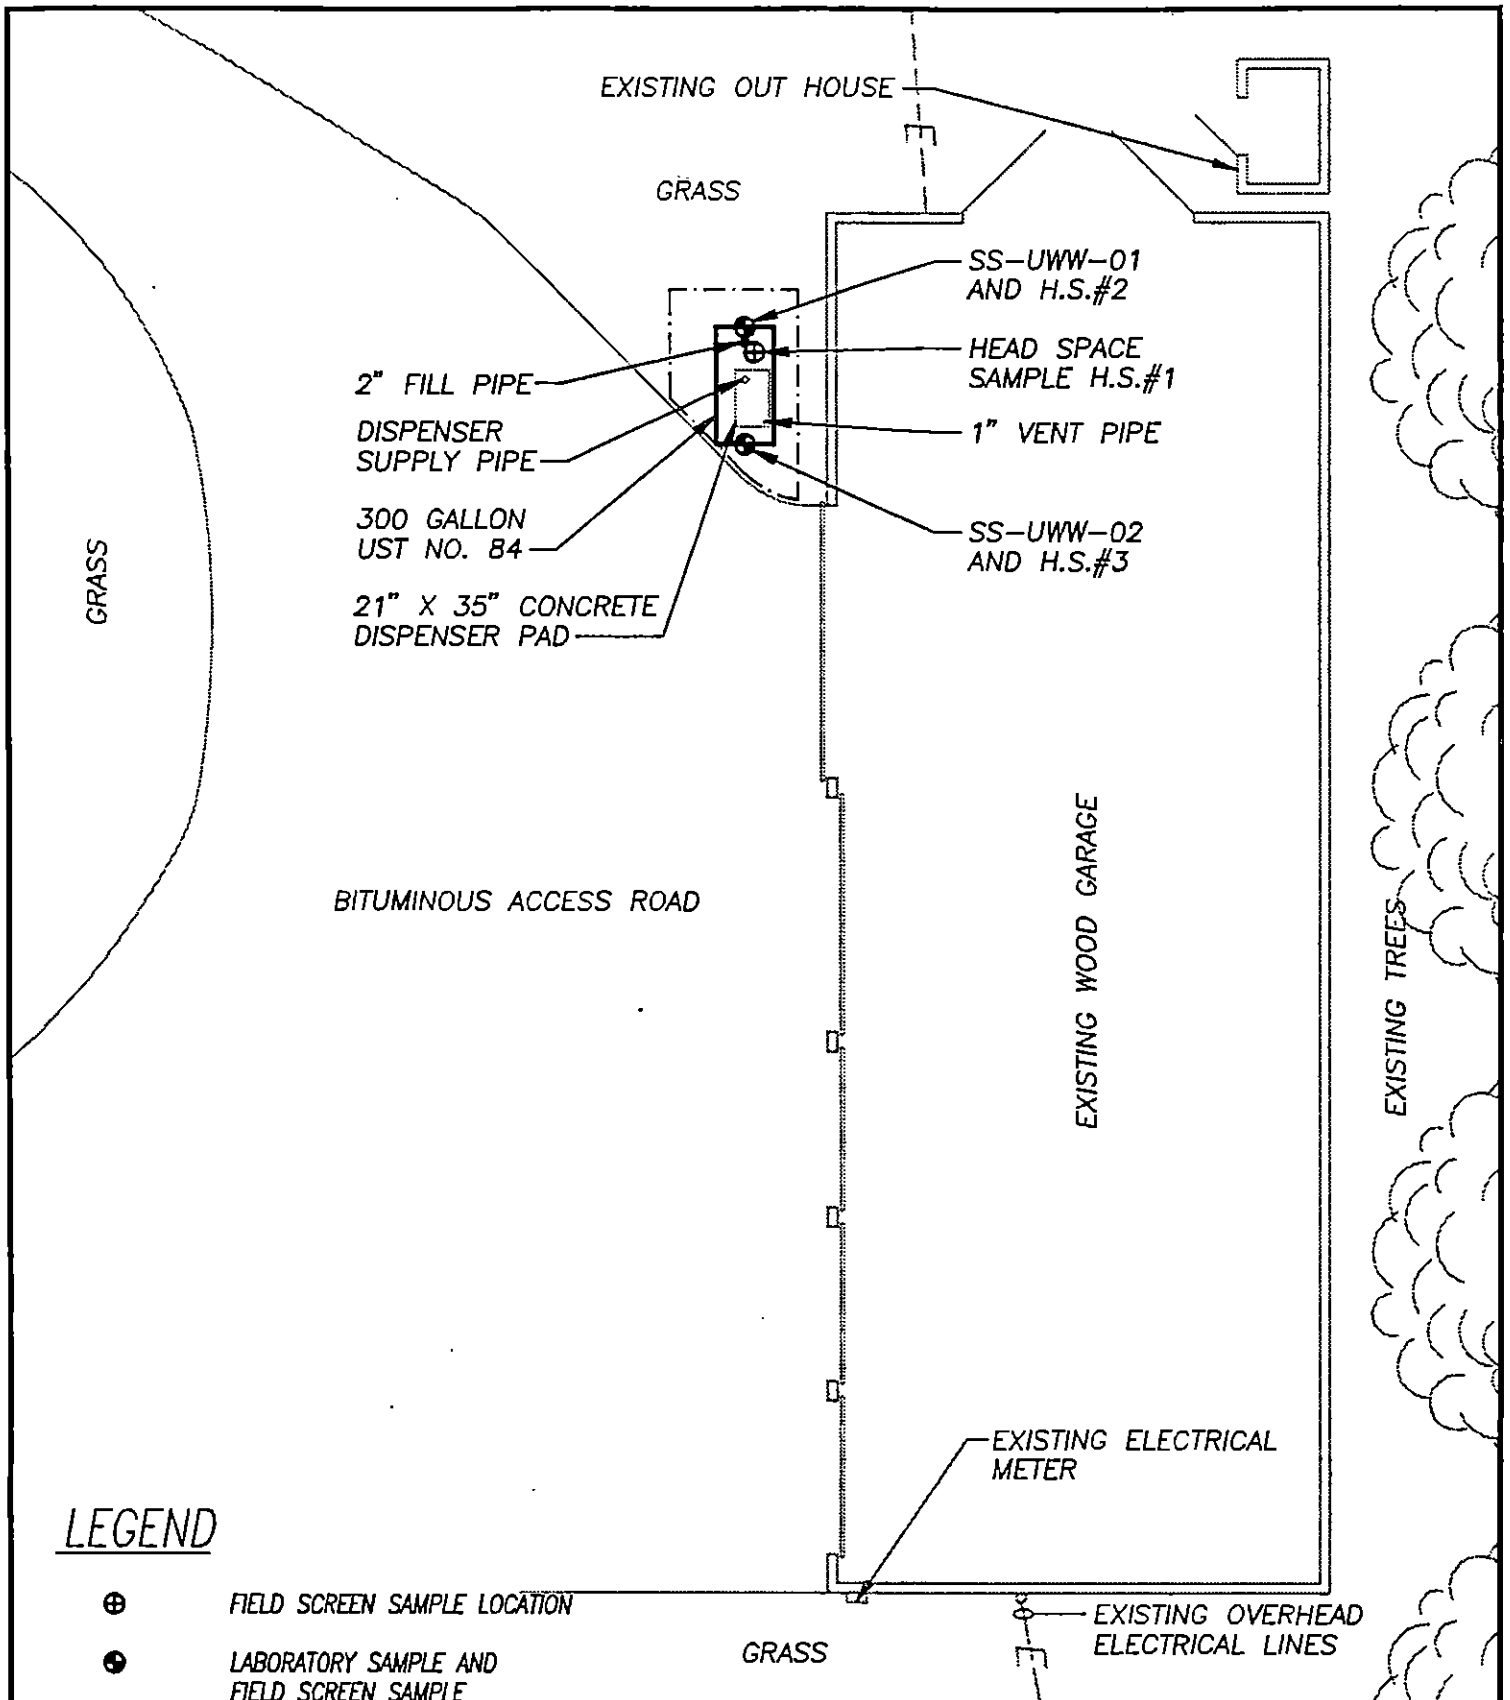 EXISTING OUT HOUSE
GRASS
SS-UWW-01
AND H.S.#2
HEAD SPACE
SAMPLE H.S.#1
2" FILL PIPE
DISPENSER
SUPPLY PIPE
1" VENT PIPE
300 GALLON
UST NO. 84
SS-UWW-02
AND H.S.#3
21" X 35" CONCRETE
DISPENSER PAD
GRASS
BITUMINOUS ACCESS ROAD
EXISTING WOOD GARAGE
EXISTING TREES
EXISTING ELECTRICAL
METER
LEGEND
FIELD SCREEN SAMPLE LOCATION
LABORATORY SAMPLE AND
FIELD SCREEN SAMPLE
GRASS
EXISTING OVERHEAD
ELECTRICAL LINES